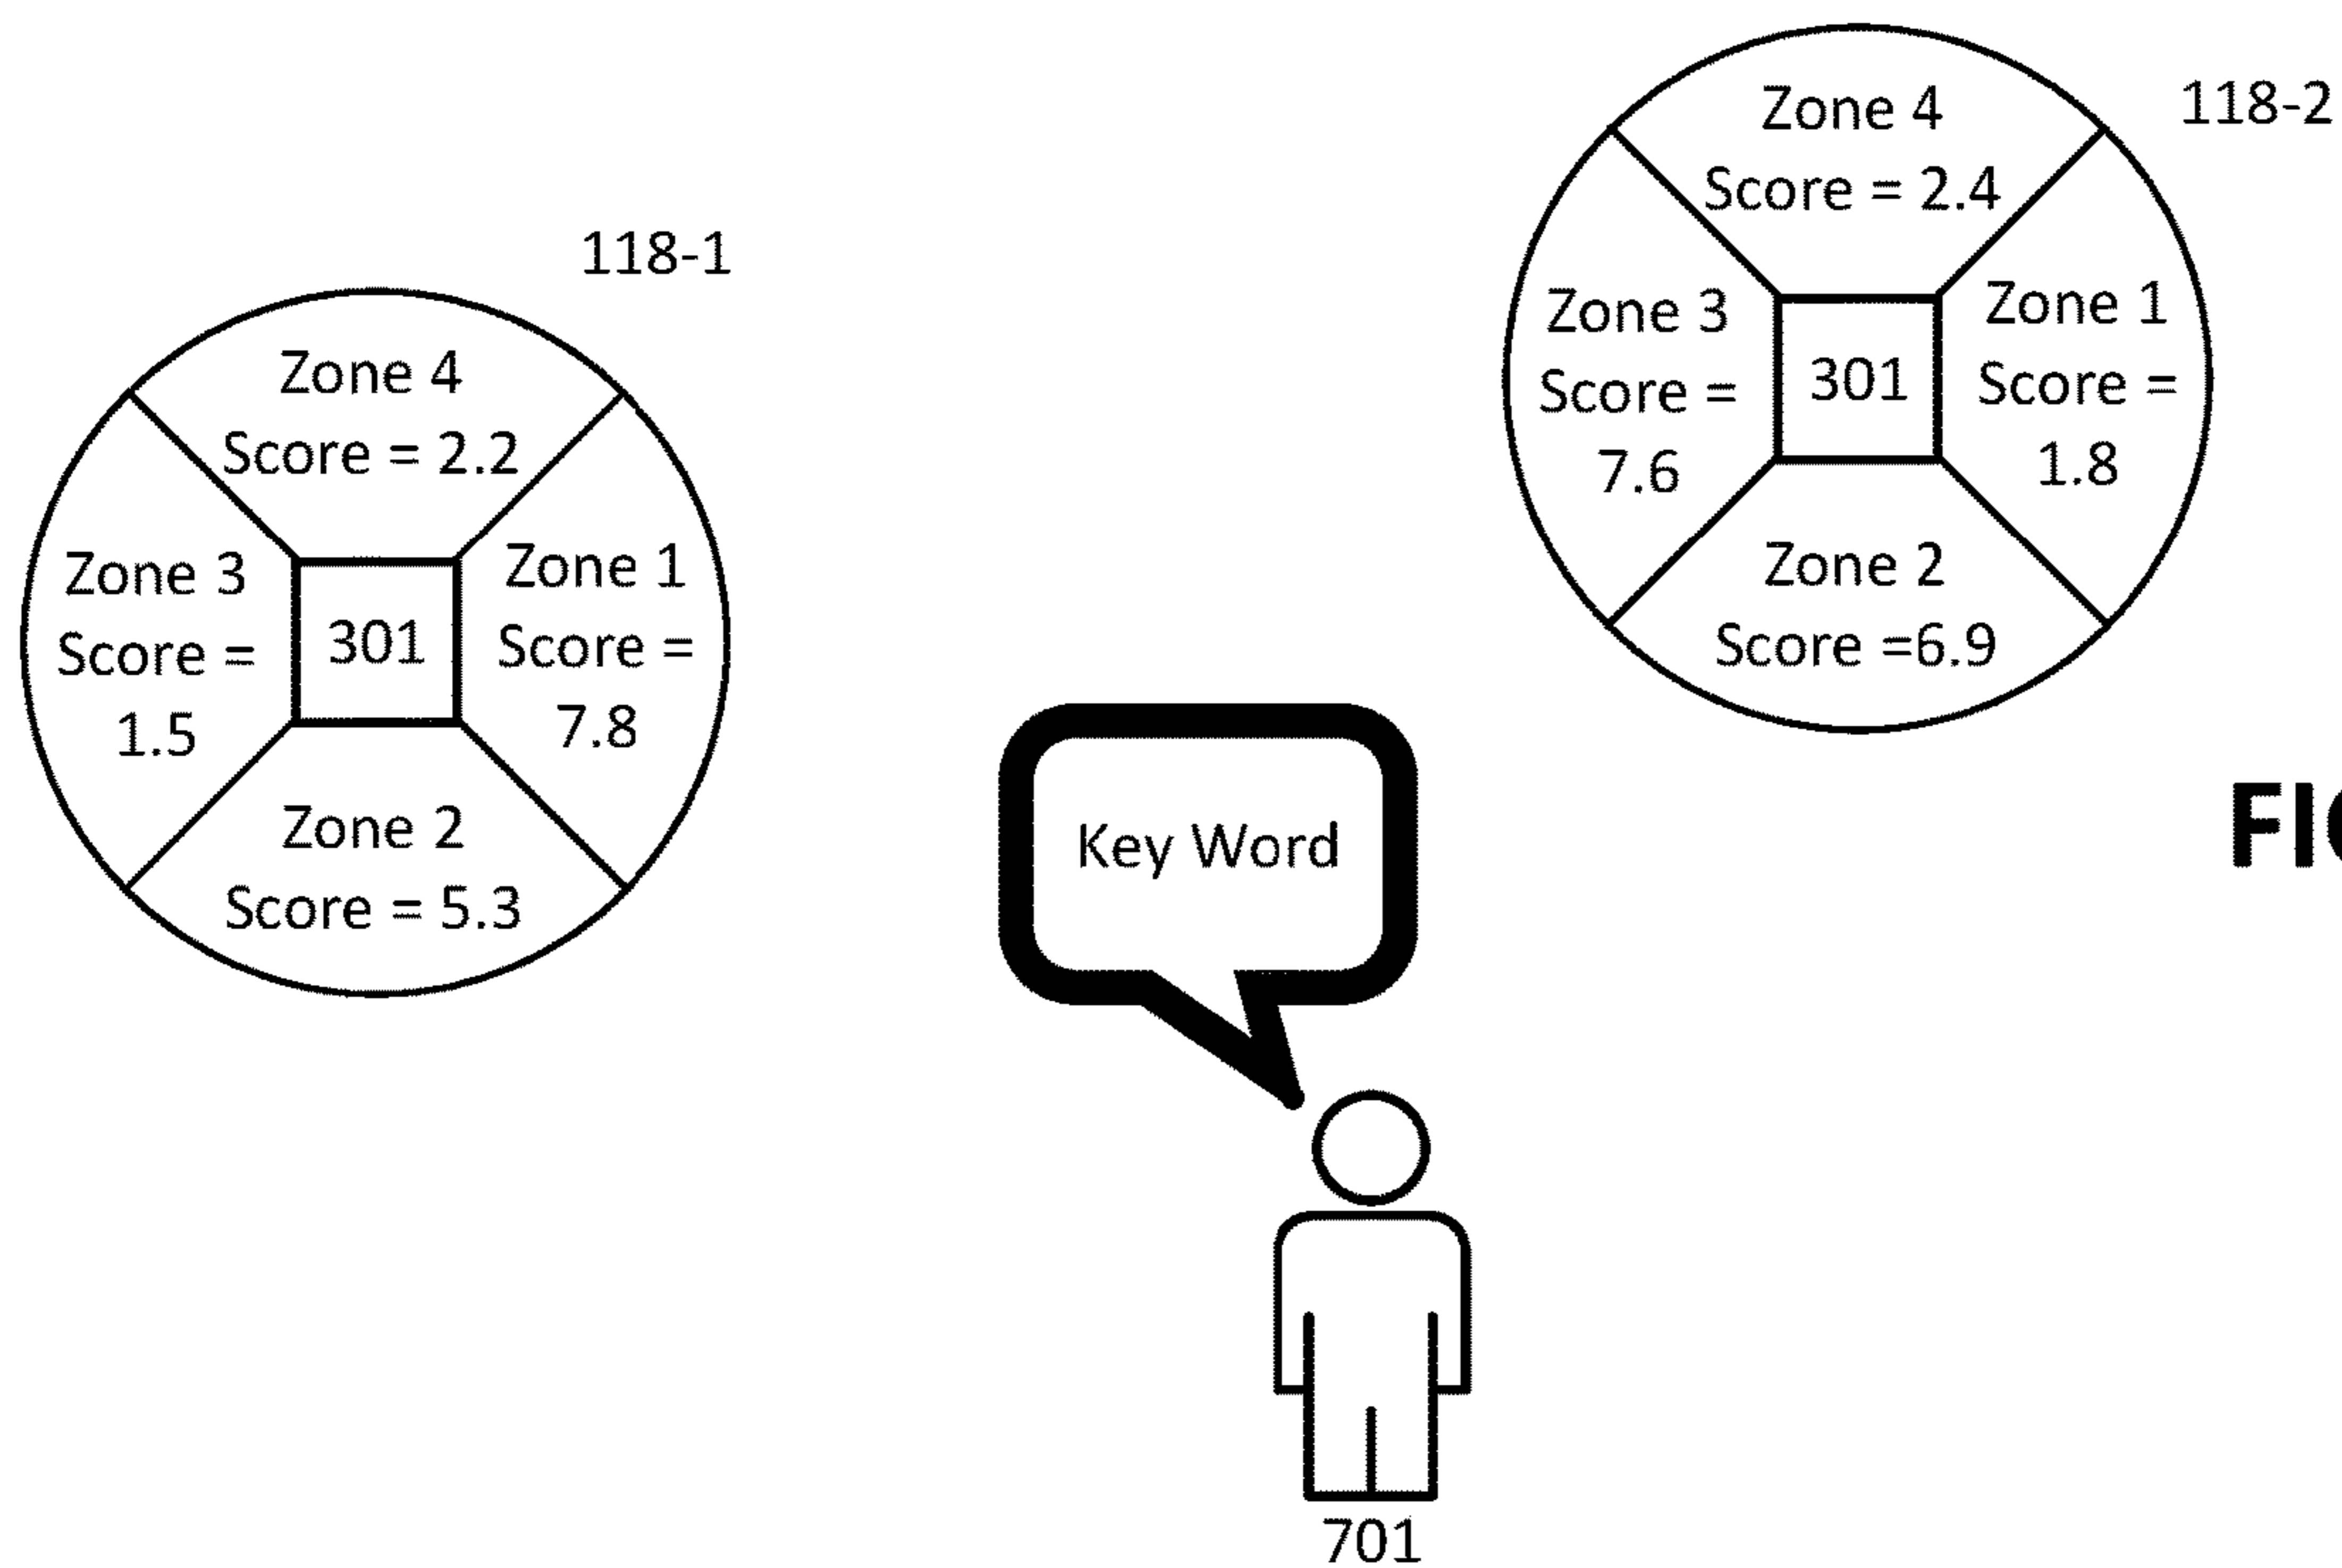 118-1
Zone 4
Score = 2.2
Zone 3
Score =
1.5
301
Zone 1
Score =
7.8
Zone 2
Score = 5.3
118-2
Zone 4
Score = 2.4
Zone 3
Score =
7.6
301
Zone 1
Score =
1.8
Zone 2
Score =6.9
Key Word
701